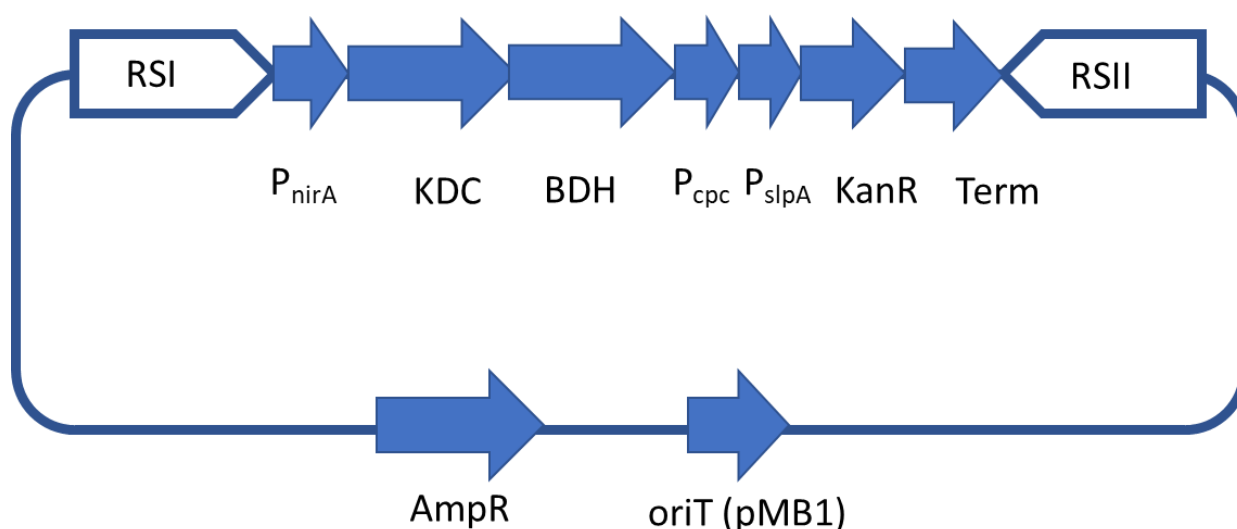 RSI RSII
PnirA KDC BDH Pcpc PslpA KanR Term
AmpR oriT (pMB1)